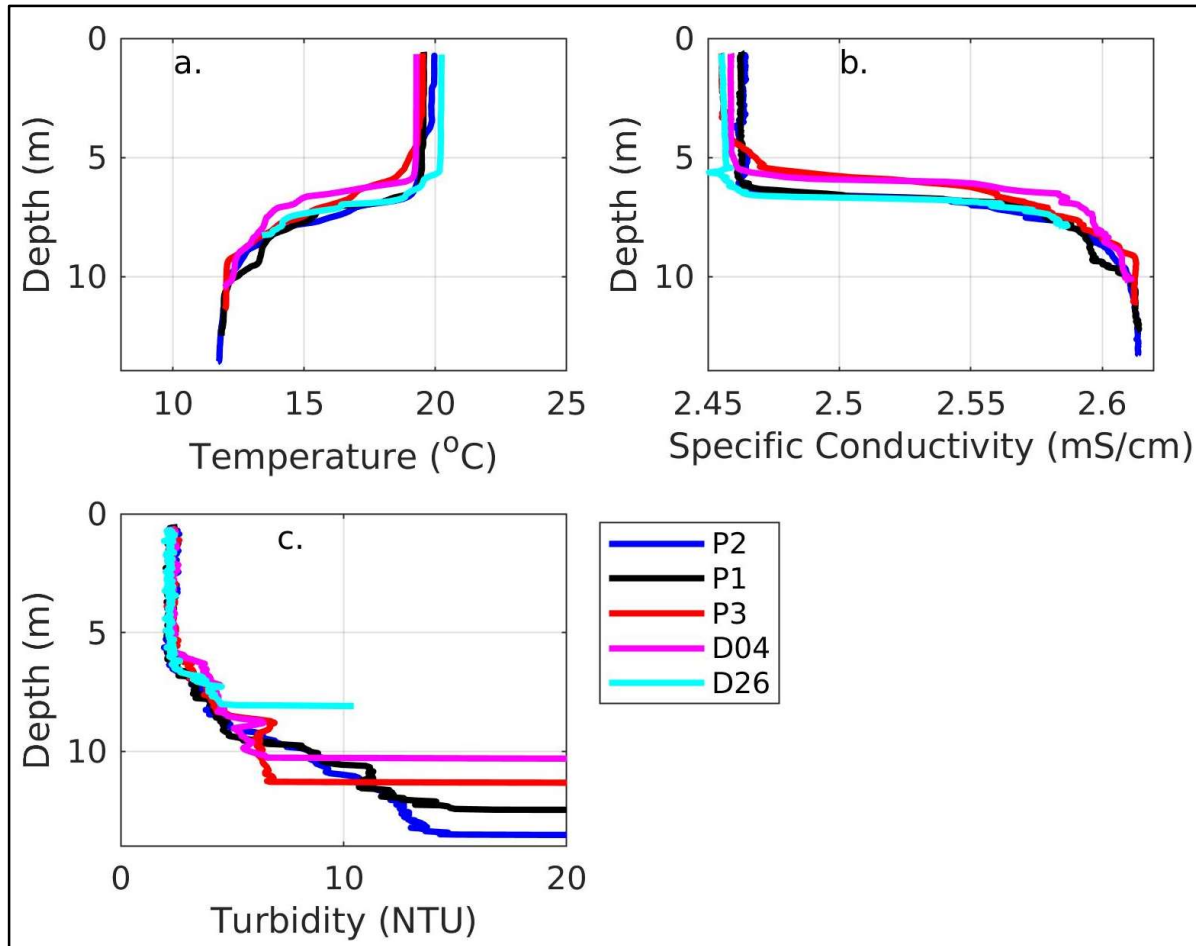 a.
0
5
10
Depth (m)
10 15 20 25
Temperature (°C)
b.
0
5
10
Depth (m)
2.45 2.5 2.55 2.6
Specific Conductivity (mS/cm)
c.
0
5
10
Depth (m)
0 10 20
Turbidity (NTU)
P2
P1
P3
D04
D26